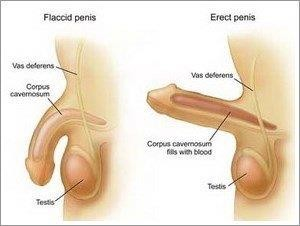 Flaccid penis
Vas deferens
Corpus
cavernosum
Testis
Erect penis
Vas deferens
Corpus cavernosum
fills with blood
Testis